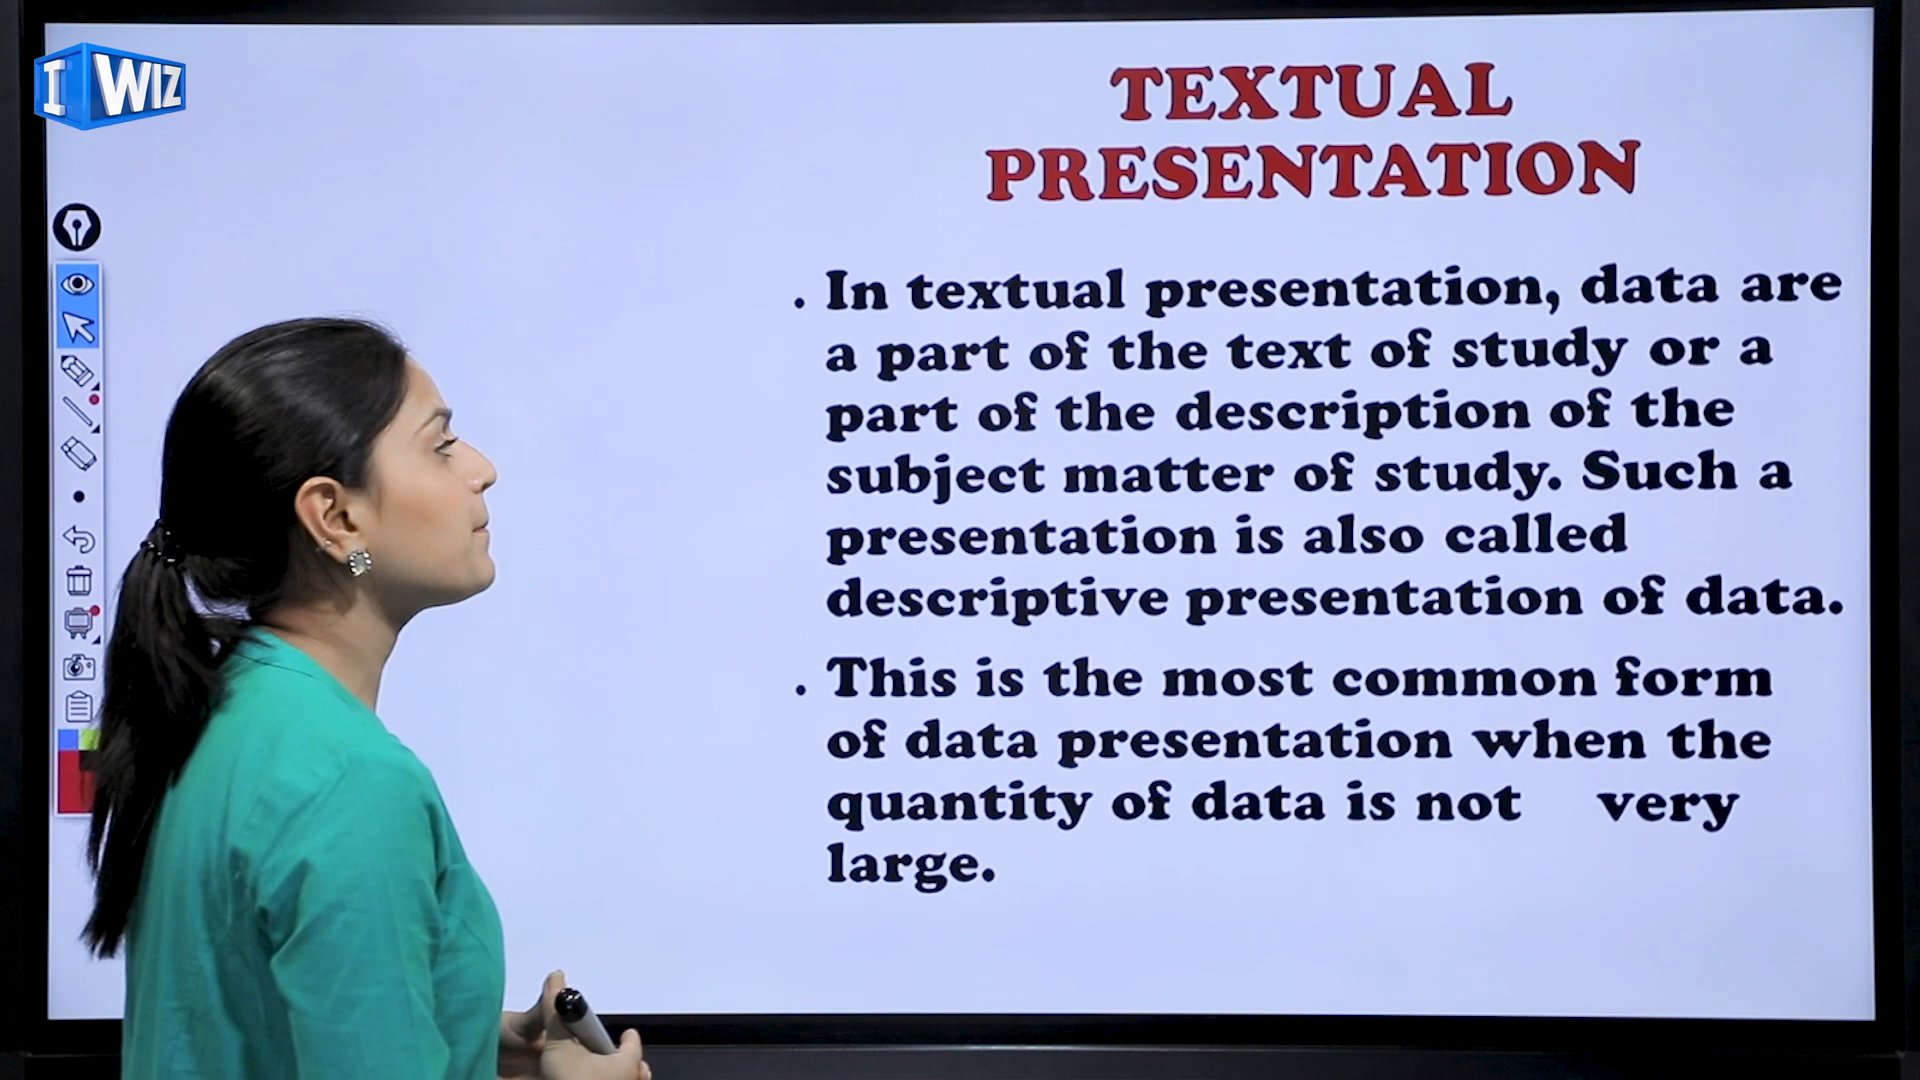 I WIZ
TEXTUAL
PRESENTATION
. In textual presentation, data are
a part of the text of study or a
part of the description of the
subject matter of study. Such a
presentation is also called
descriptive presentation of data.
. This is the most common form
of data presentation when the
quantity of data is not very
large.